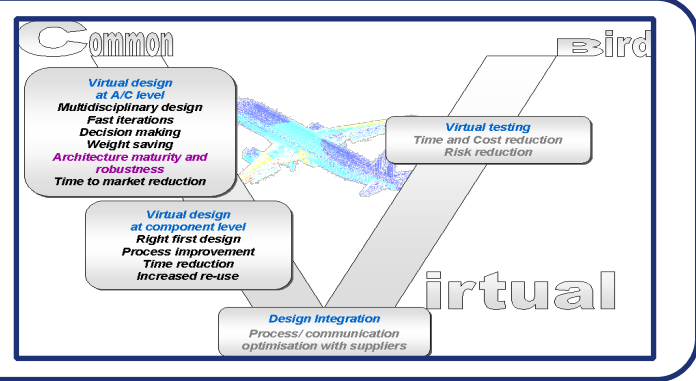 Common
Bird
Virtual design
at A/C level
Multidisciplinary design
Fast iterations
Decision making
Weight saving
Architecture maturity and
robustness
Time to market reduction
Virtual testing
Time and Cost reduction
Risk reduction
Virtual design
at component level
Right first design
Process improvement
Time reduction
Increased re-use
irtual
Design Integration
Process/ communication
optimisation with suppliers